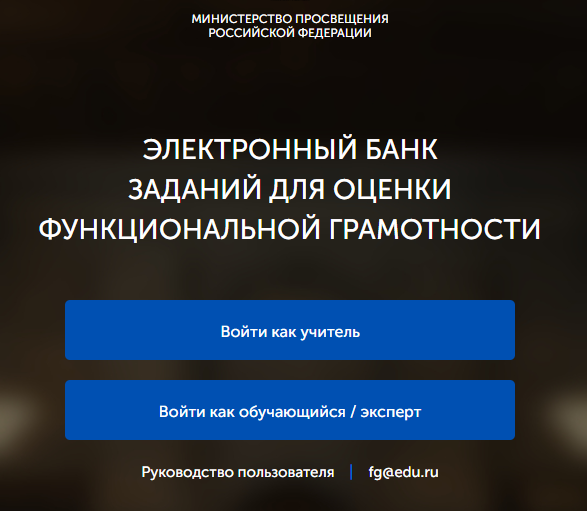 МИНИСТЕРСТВО ПРОСВЕЩЕНИЯ
РОССИЙСКОЙ ФЕДЕРАЦИИ
ЭЛЕКТРОННЫЙ БАНК
ЗАДАНИЙ ДЛЯ ОЦЕНКИ
ФУНКЦИОНАЛЬНОЙ ГРАМОТНОСТИ
Войти как учитель
Войти как обучающийся / эксперт
Руководство пользователя | fg@edu.ru